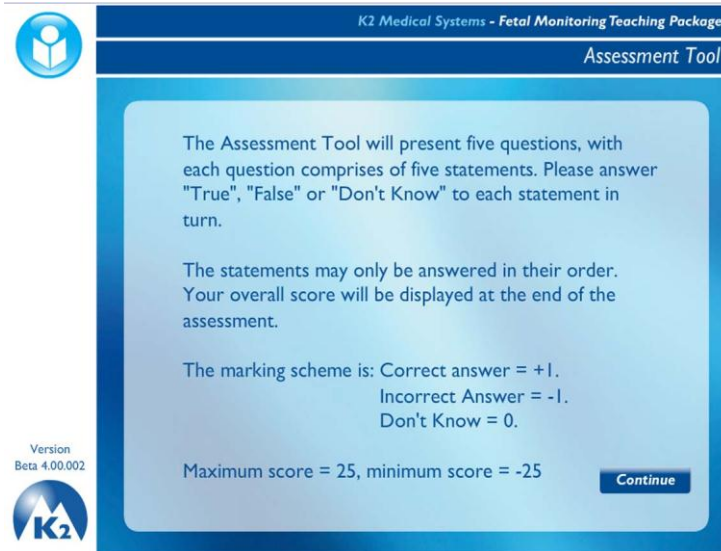 K2 Medical Systems - Fetal Monitoring Teaching Package
Assessment Tool
The Assessment Tool will present five questions, with
each question comprises of five statements. Please answer
"True", "False" or "Don't Know" to each statement in
turn.
The statements may only be answered in their order.
Your overall score will be displayed at the end of the
assessment.
The marking scheme is: Correct answer = +1.
Incorrect Answer = -1.
Don't Know = 0.
Maximum score = 25, minimum score = -25
Continue
Version
Beta 4.00.002
K2